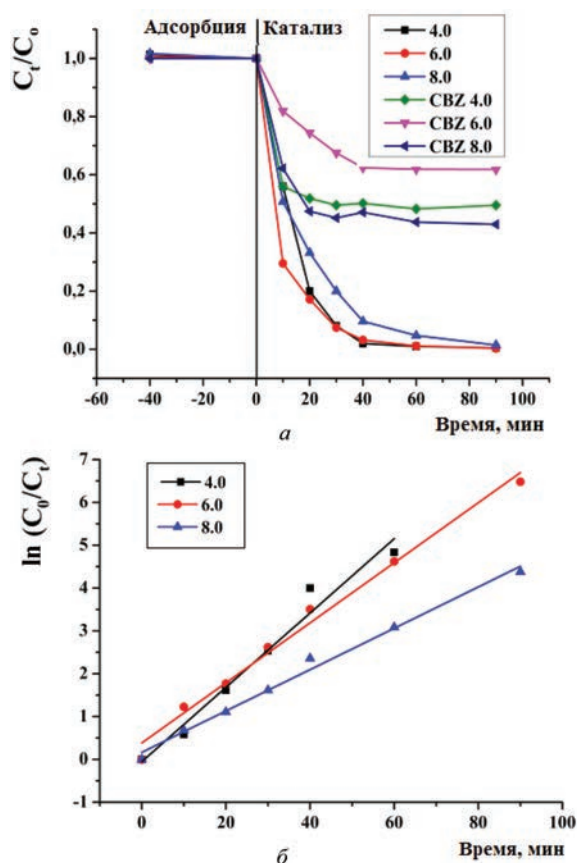 Адсорбция Катализ
C_t/C_o
1,0
0,8
0,6
0,4
0,2
0,0
4.0
6.0
8.0
CBZ 4.0
CBZ 6.0
CBZ 8.0
-60 -40 -20 0 20 40 60 80 100
Время, мин
а
ln (C_0/C_t)
7
6
5
4
3
2
1
0
-1
4.0
6.0
8.0
0 20 40 60 80 100
Время, мин
б